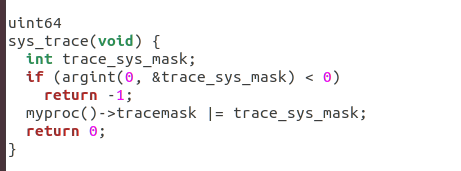 uint64
sys_trace(void) {
  int trace_sys_mask;
  if (argint(0, &trace_sys_mask) < 0)
    return -1;
  myproc()->tracemask |= trace_sys_mask;
  return 0;
}